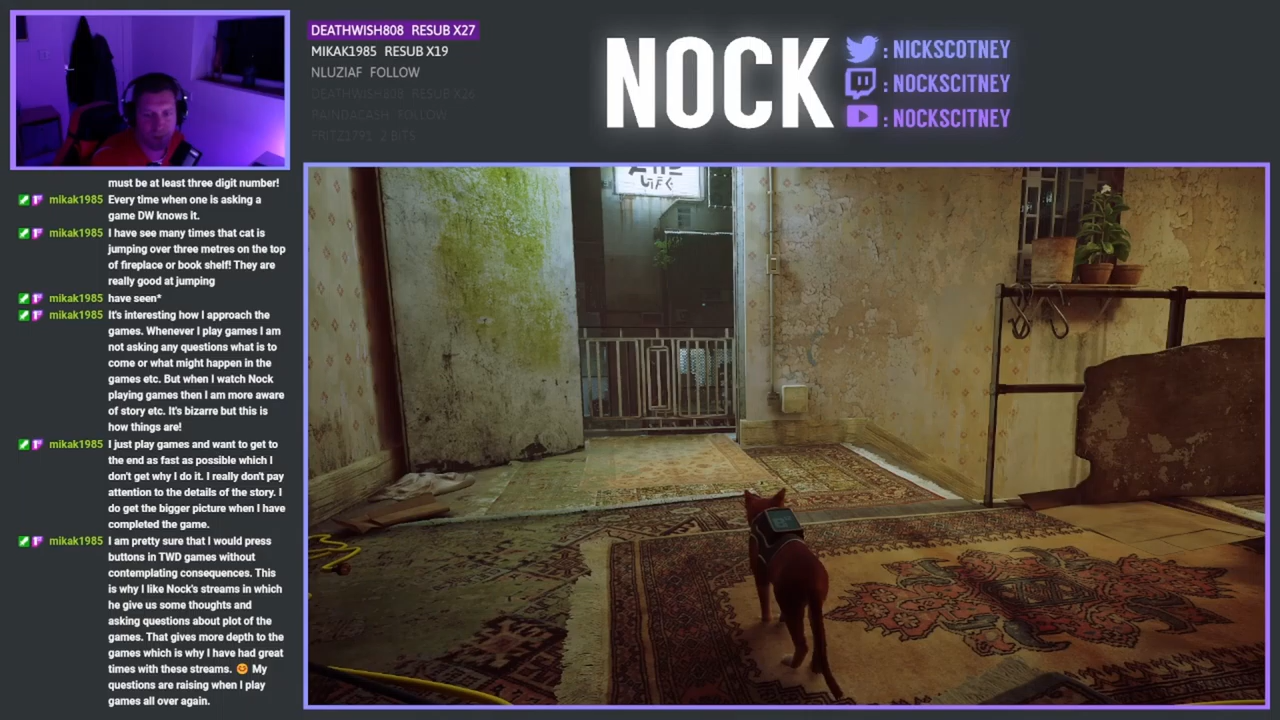 DEATHWISH808 RESUB X27
MIKAK1985 RESUB X19
NLUZIAF FOLLOW
DEATHWISH808 RESUB X26
PAINDACASH FOLLOW
FRITZ1791 2 BITS
NOCK
: NICKSCOTNEY
: NOCKSCITNEY
: NOCKSCITNEY
must be at least three digit number!
mikak1985 Every time when one is asking a
game DW knows it.
mikak1985 I have see many times that cat is
jumping over three metres on the top
of fireplace or book shelf! They are
really good at jumping
mikak1985 have seen*
mikak1985 It's interesting how I approach the
games. Whenever I play games I am
not asking any questions what is to
come or what might happen in the
games etc. But when I watch Nock
playing games then I am more aware
of story etc. It's bizarre but this is
how things are!
mikak1985 I just play games and want to get to
the end as fast as possible which I
don't get why I do it. I really don't pay
attention to the details of the story. I
do get the bigger picture when I have
completed the game.
mikak1985 I am pretty sure that I would press
buttons in TWD games without
contemplating consequences. This
is why I like Nock's streams in which
he give us some thoughts and
asking questions about plot of the
games. That gives more depth to the
games which is why I have had great
times with these streams. 😊 My
questions are raising when I play
games all over again.